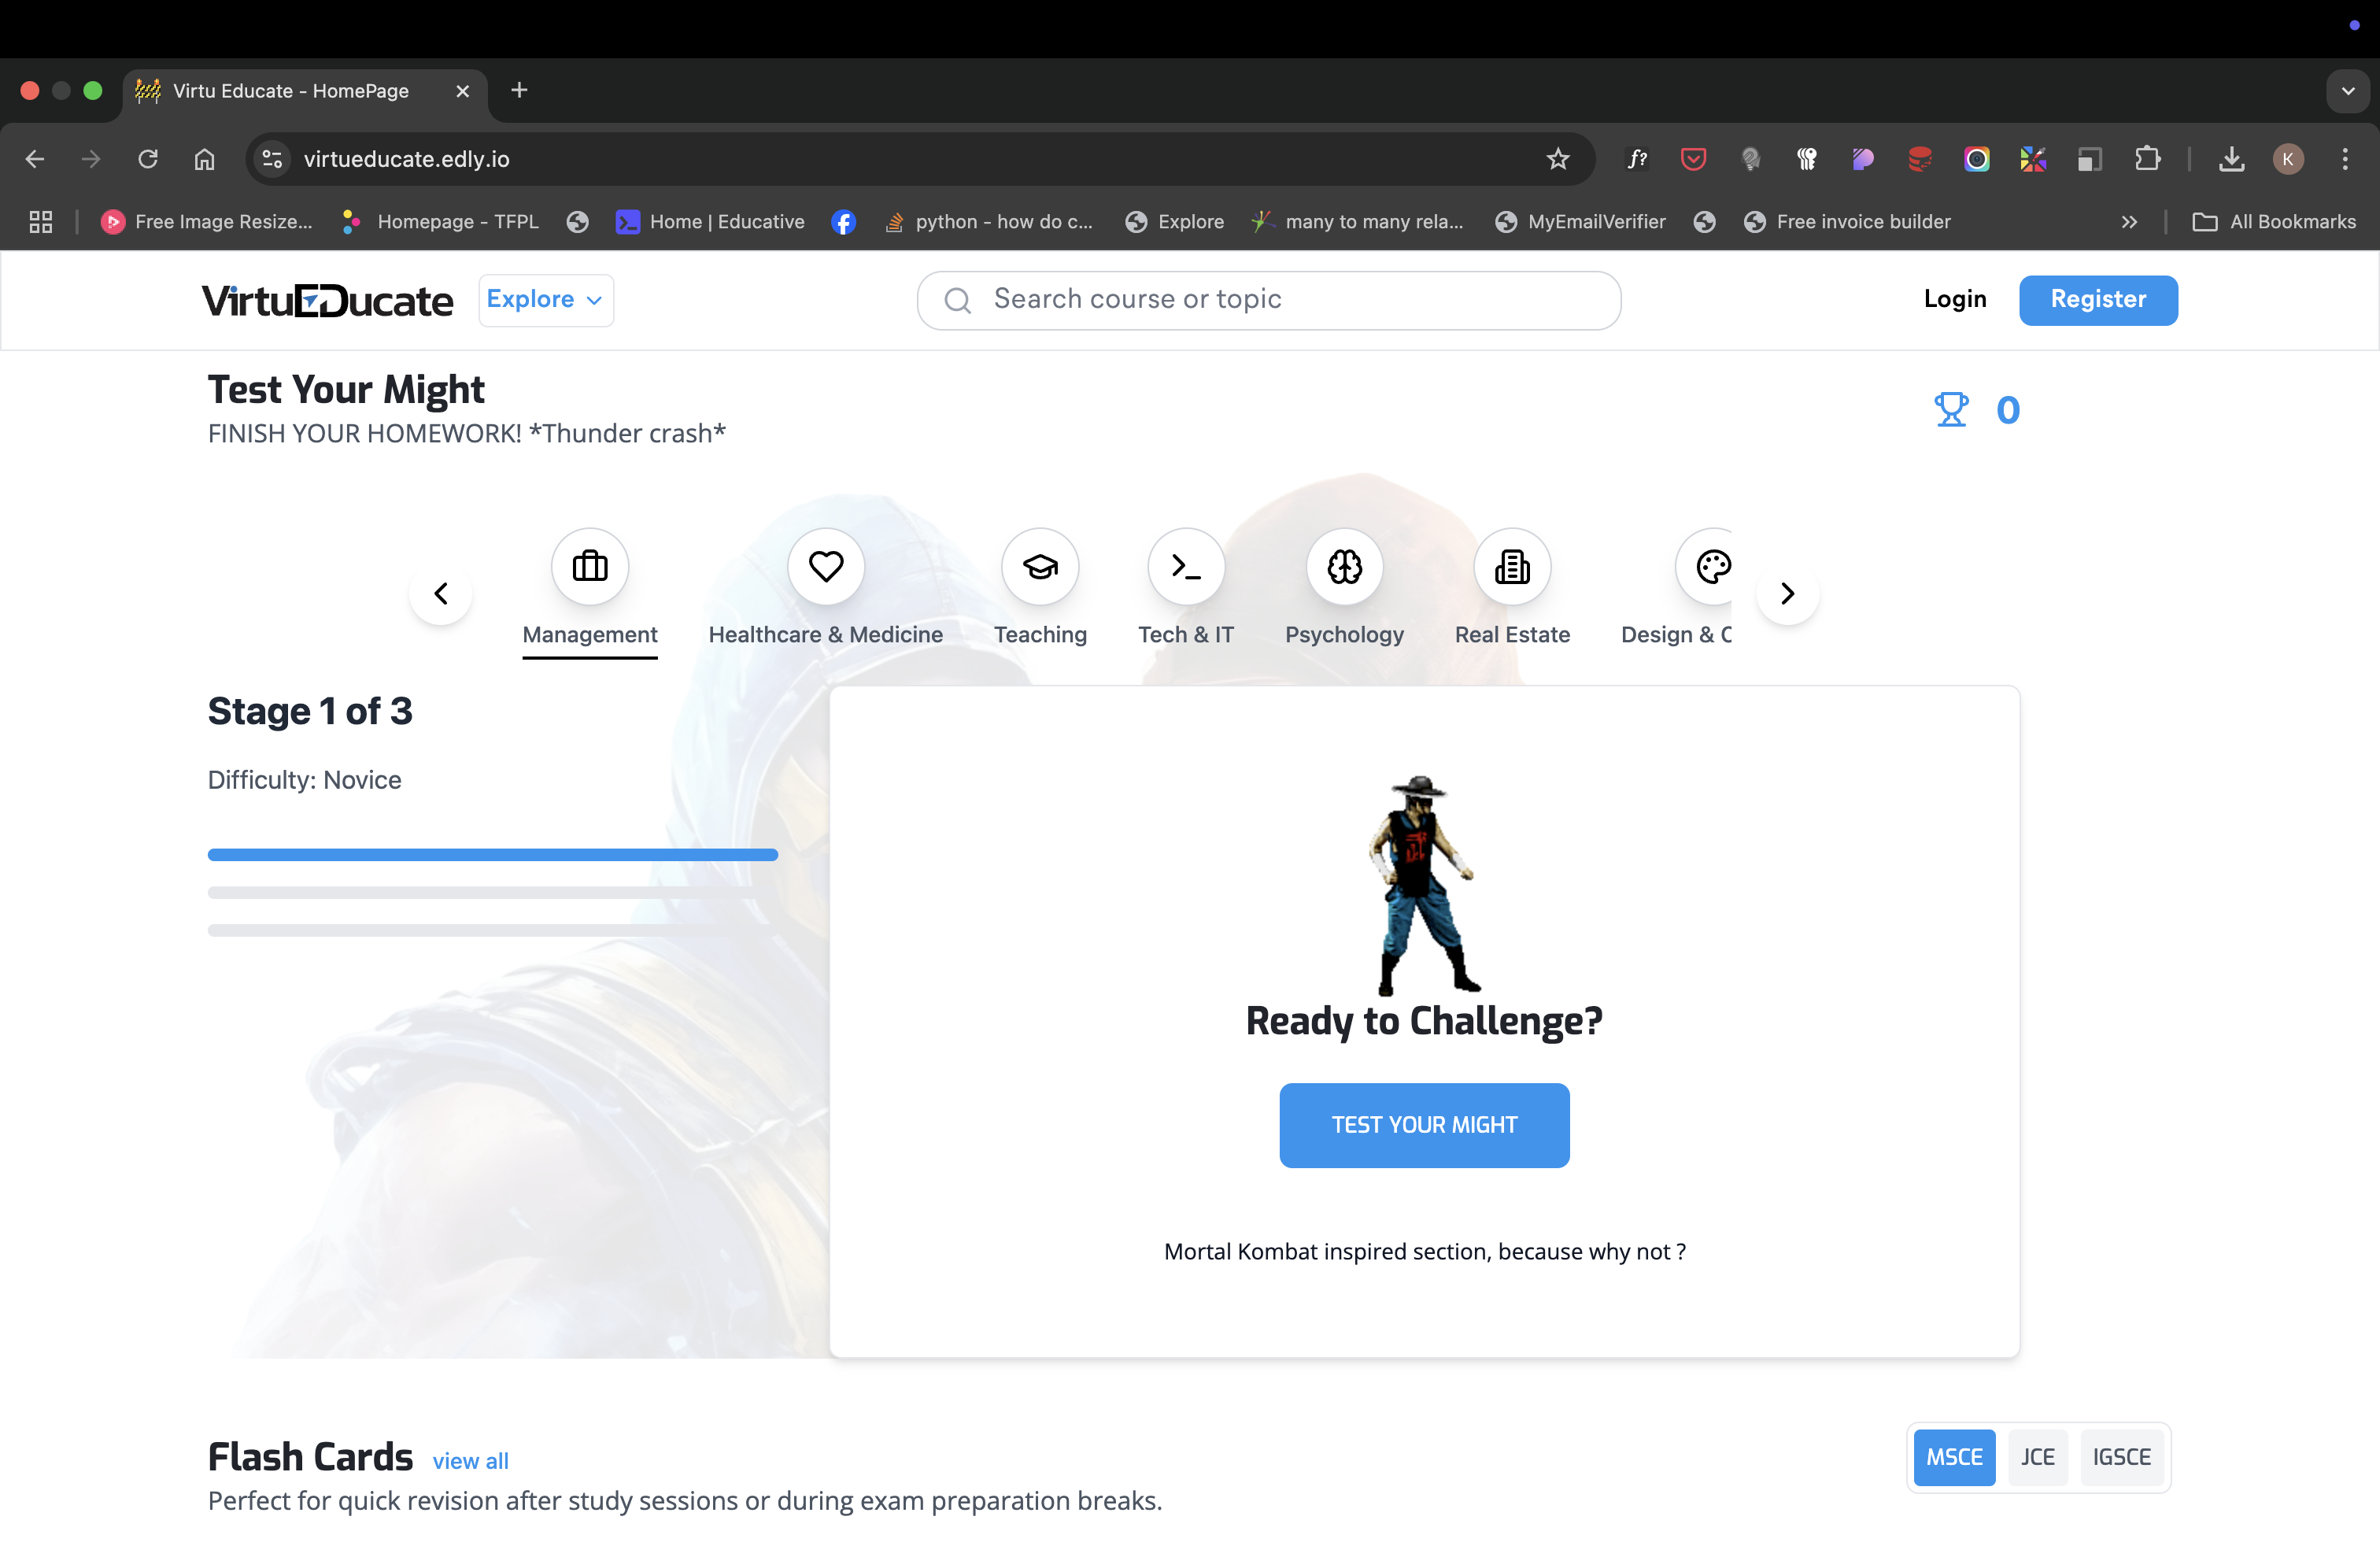 Virtu Educate - HomePage
virtueducate.edly.io
f?
K
Free Image Resize...
Homepage - TFPL
Home | Educative
python - how do c...
Explore
many to many rela...
MyEmailVerifier
Free invoice builder
All Bookmarks
VirtuEDucate
Explore
Search course or topic
Login
Register
Test Your Might
0
FINISH YOUR HOMEWORK! *Thunder crash*
Management
Healthcare & Medicine
Teaching
Tech & IT
Psychology
Real Estate
Design & C
Stage 1 of 3
Difficulty: Novice
Ready to Challenge?
TEST YOUR MIGHT
Mortal Kombat inspired section, because why not ?
Flash Cards
view all
MSCE
JCE
IGSCE
Perfect for quick revision after study sessions or during exam preparation breaks.